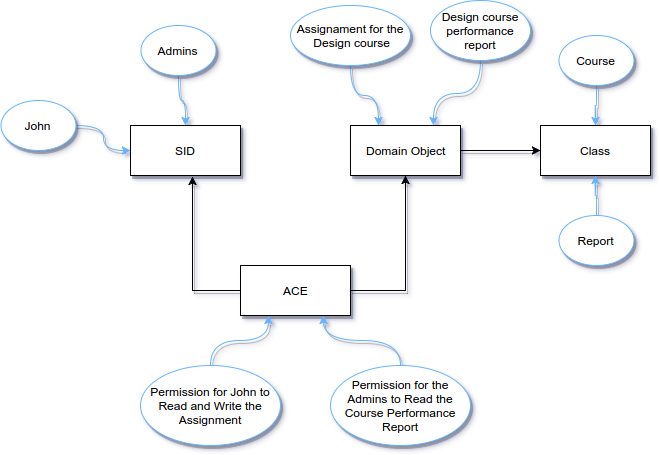 Assignament for the
Design course
Design course
performance
report
Admins
Course
John
SID
Domain Object
Class
Report
ACE
Permission for John to
Read and Write the
Assignment
Permission for the
Admins to Read the
Course Performance
Report